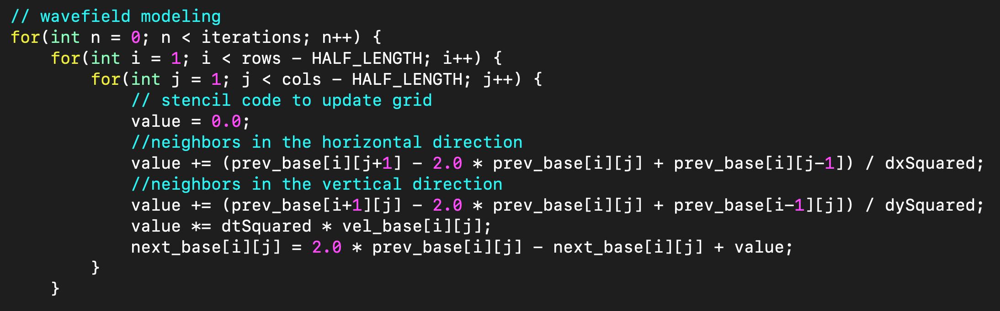 // wavefield modeling
for(int n = 0; n < iterations; n++) {
    for(int i = 1; i < rows - HALF_LENGTH; i++) {
        for(int j = 1; j < cols - HALF_LENGTH; j++) {
            // stencil code to update grid
            value = 0.0;
            //neighbors in the horizontal direction
            value += (prev_base[i][j+1] - 2.0 * prev_base[i][j] + prev_base[i][j-1]) / dxSquared;
            //neighbors in the vertical direction
            value += (prev_base[i+1][j] - 2.0 * prev_base[i][j] + prev_base[i-1][j]) / dySquared;
            value *= dtSquared * vel_base[i][j];
            next_base[i][j] = 2.0 * prev_base[i][j] - next_base[i][j] + value;
        }
    }